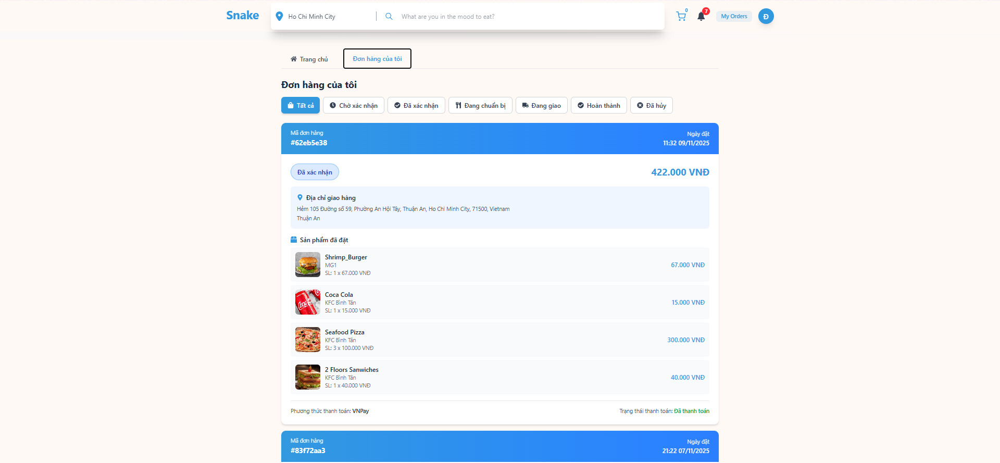 Snake
Ho Chi Minh City
What are you in the mood to eat?
0
7
My Orders
Đ
Trang chủ
Đơn hàng của tôi
Đơn hàng của tôi
Tất cả
Chờ xác nhận
Đã xác nhận
Đang chuẩn bị
Đang giao
Hoàn thành
Đã hủy
Mã đơn hàng
#62eb5e38
Ngày đặt
11:32 09/11/2025
Đã xác nhận
422.000 VNĐ
Địa chỉ giao hàng
Hẻm 105 Đường số 59, Phường An Hội Tây, Thuận An, Ho Chi Minh City, 71500, Vietnam
Thuận An
Sản phẩm đã đặt
Shrimp_Burger
MG1
SL: 1 x 67.000 VNĐ
67.000 VNĐ
Coca Cola
KFC Bình Tân
SL: 1 x 15.000 VNĐ
15.000 VNĐ
Seafood Pizza
KFC Bình Tân
SL: 3 x 100.000 VNĐ
300.000 VNĐ
2 Floors Sanwiches
KFC Bình Tân
SL: 1 x 40.000 VNĐ
40.000 VNĐ
Phương thức thanh toán: VNPay
Trạng thái thanh toán: Đã thanh toán
Mã đơn hàng
#83f72aa3
Ngày đặt
21:22 07/11/2025